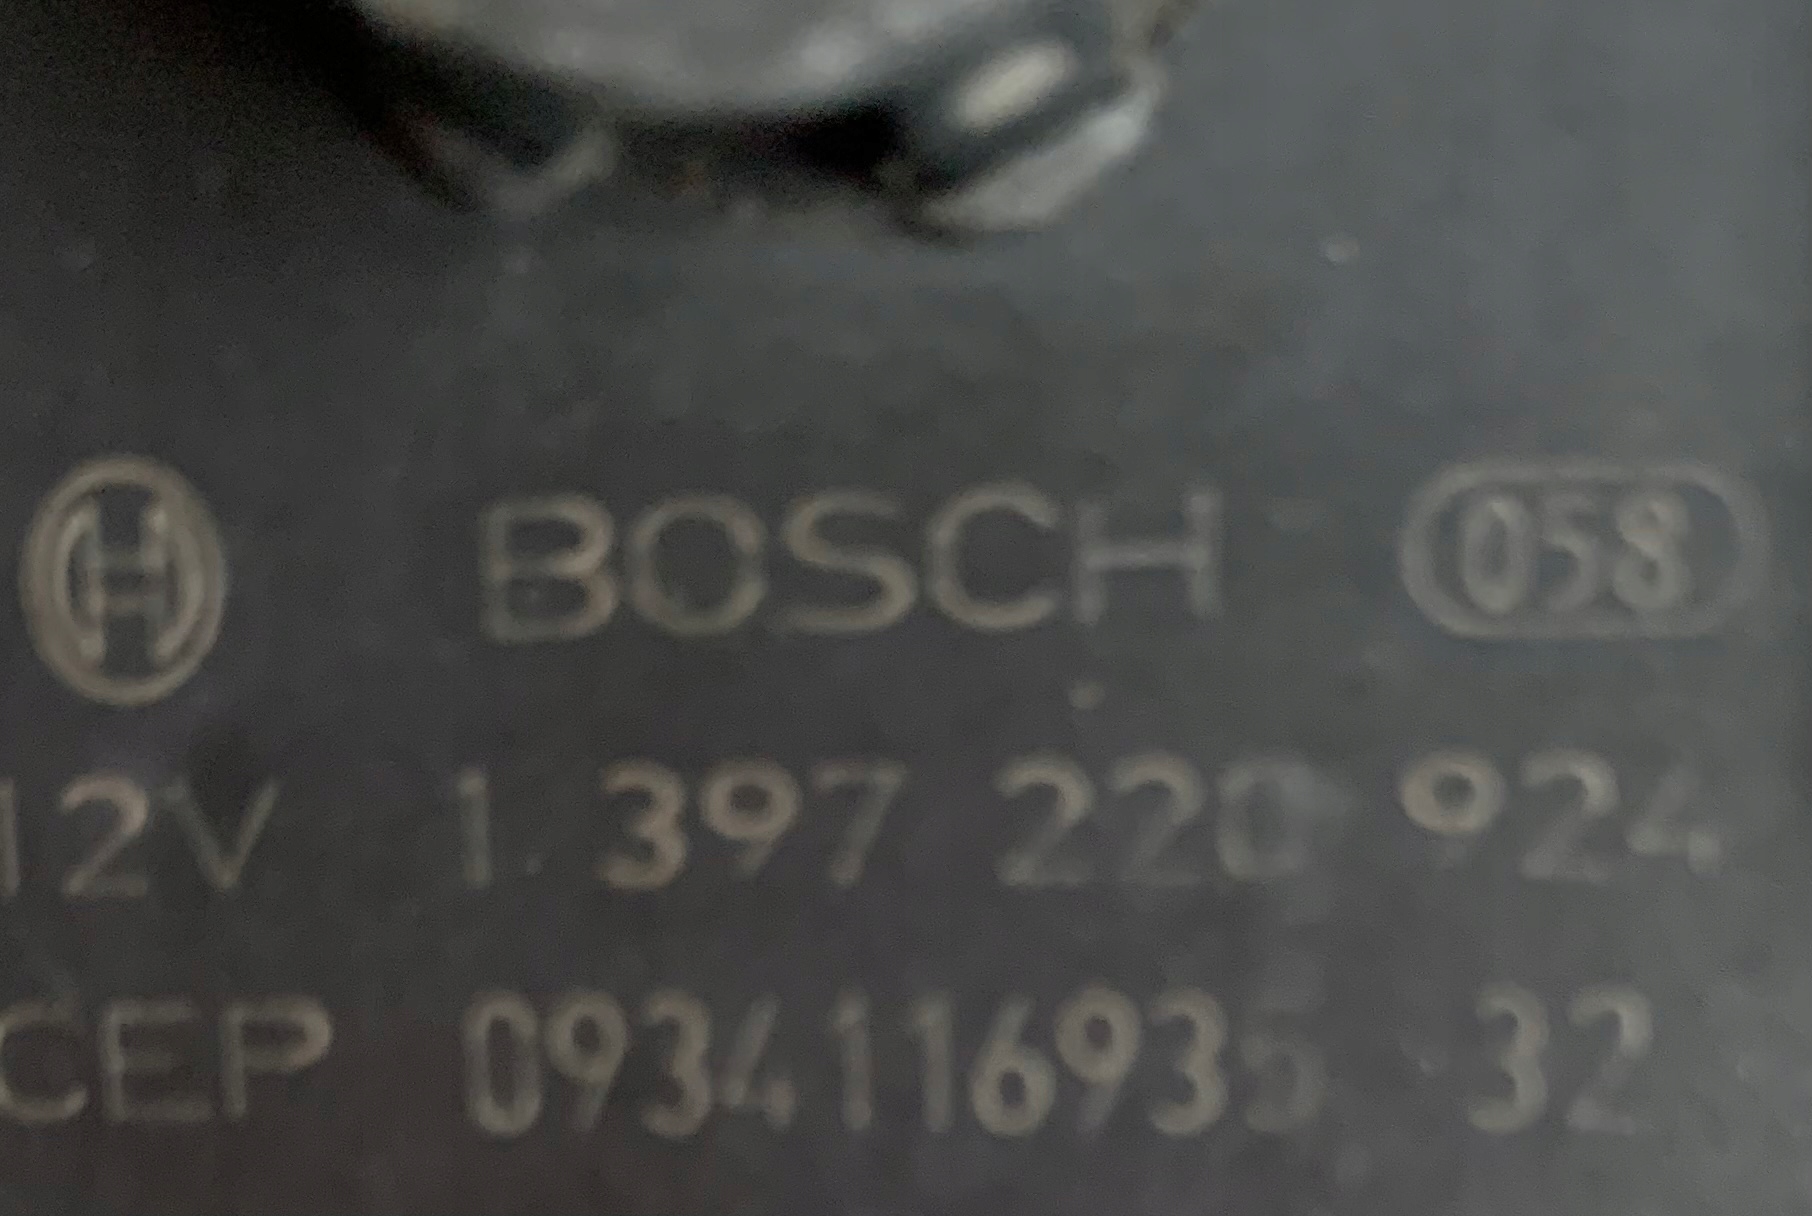 BOSCH 058
12V 1 397 220 924
CEP 0934116935 32